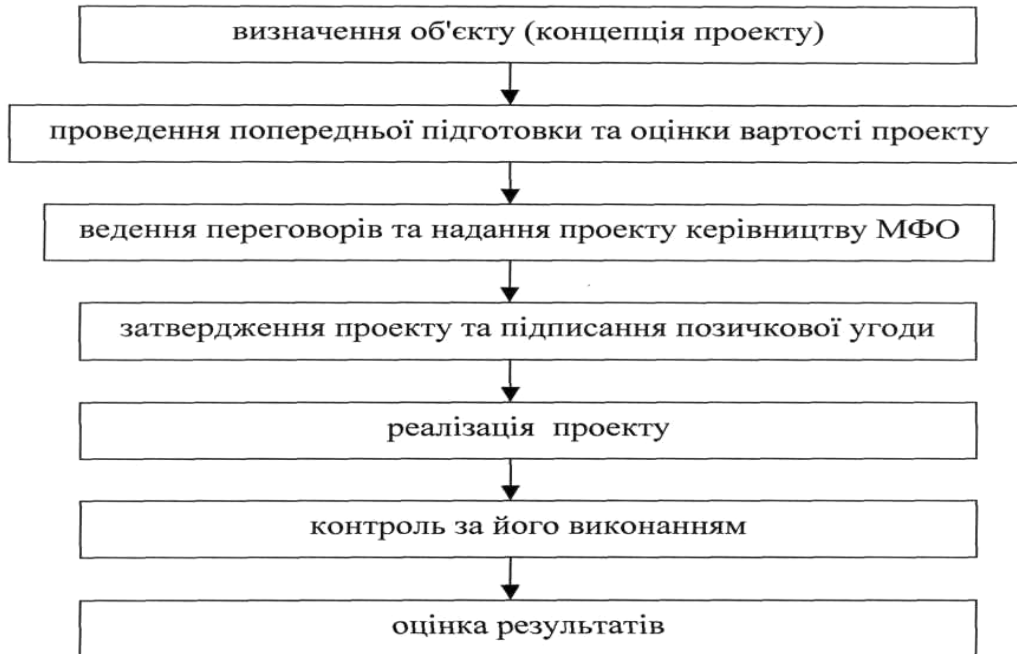 визначення об'єкту (концепція проекту)
проведення попередньої підготовки та оцінки вартості проекту
ведення переговорів та надання проекту керівництву МФО
затвердження проекту та підписання позичкової угоди
реалізація проекту
контроль за його виконанням
оцінка результатів